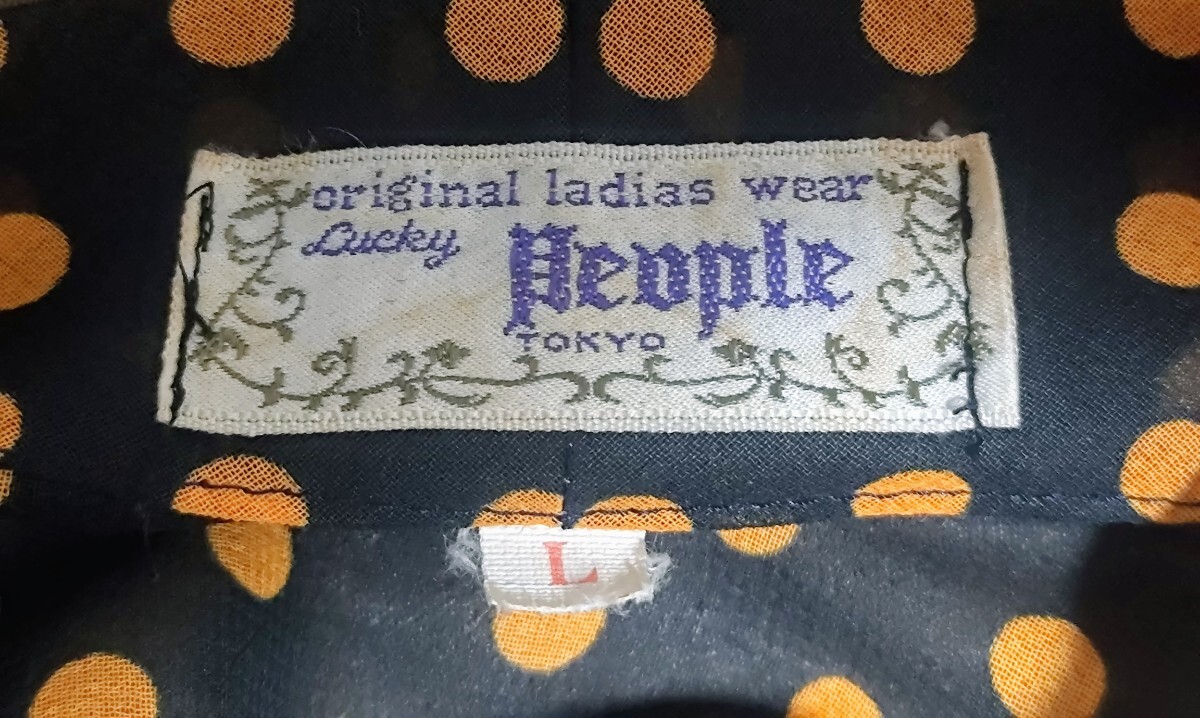 original ladias wear
Lucky People
TOKYO
L